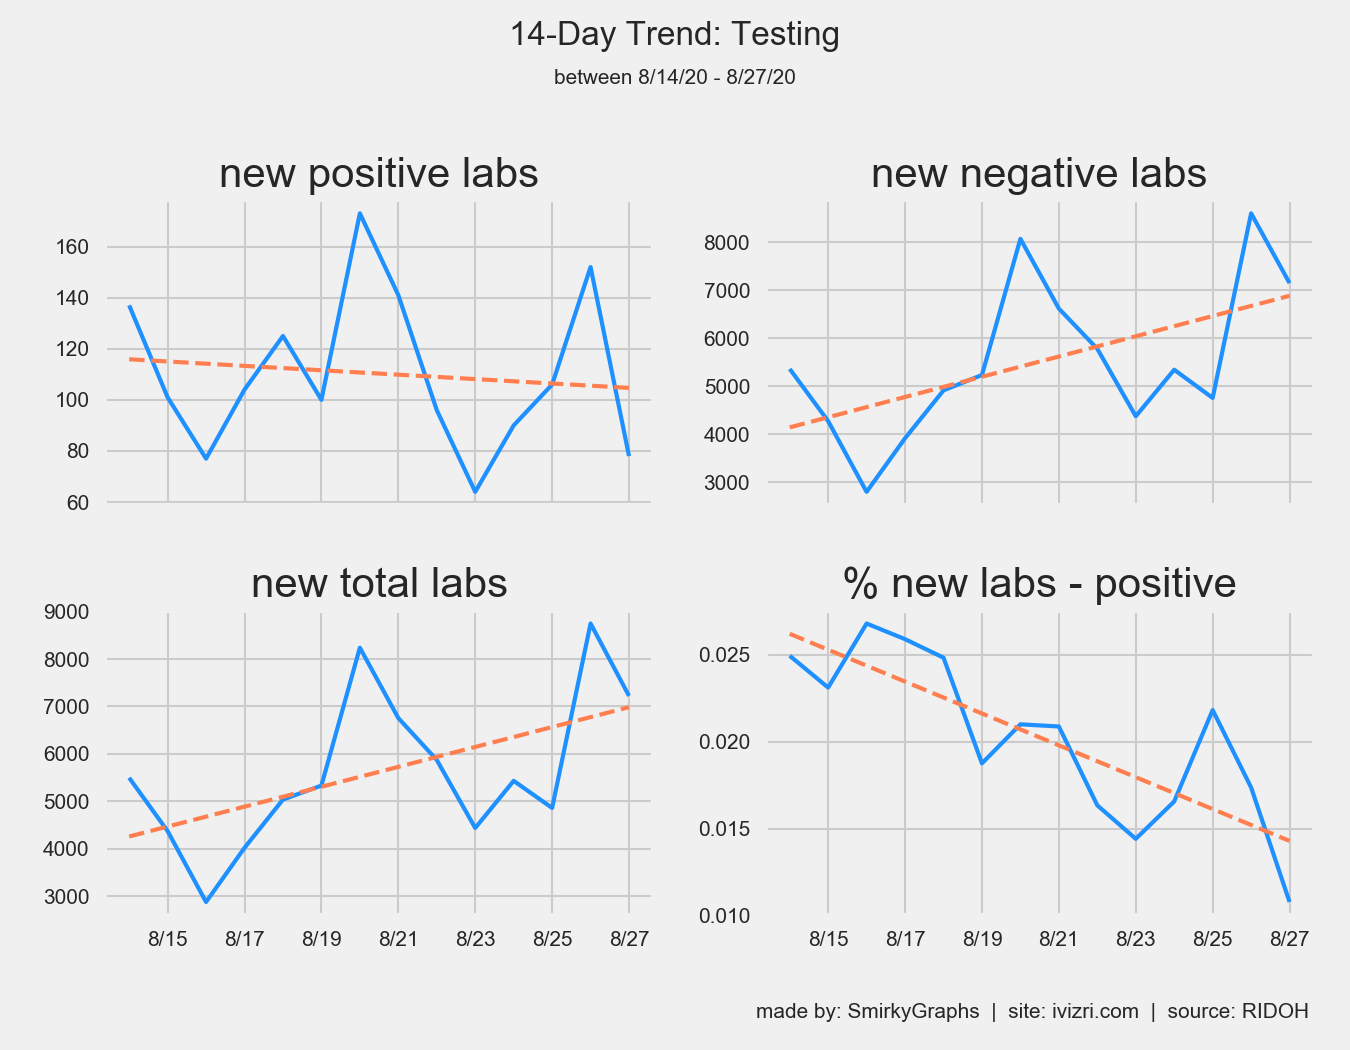 14-Day Trend: Testing
between 8/14/20 - 8/27/20
new positive labs
160
140
120
100
80
60
new negative labs
8000
7000
6000
5000
4000
3000
new total labs
9000
8000
7000
6000
5000
4000
3000
8/15 8/17 8/19 8/21 8/23 8/25 8/27
% new labs - positive
0.025
0.020
0.015
0.010
8/15 8/17 8/19 8/21 8/23 8/25 8/27
made by: SmirkyGraphs | site: ivizri.com | source: RIDOH